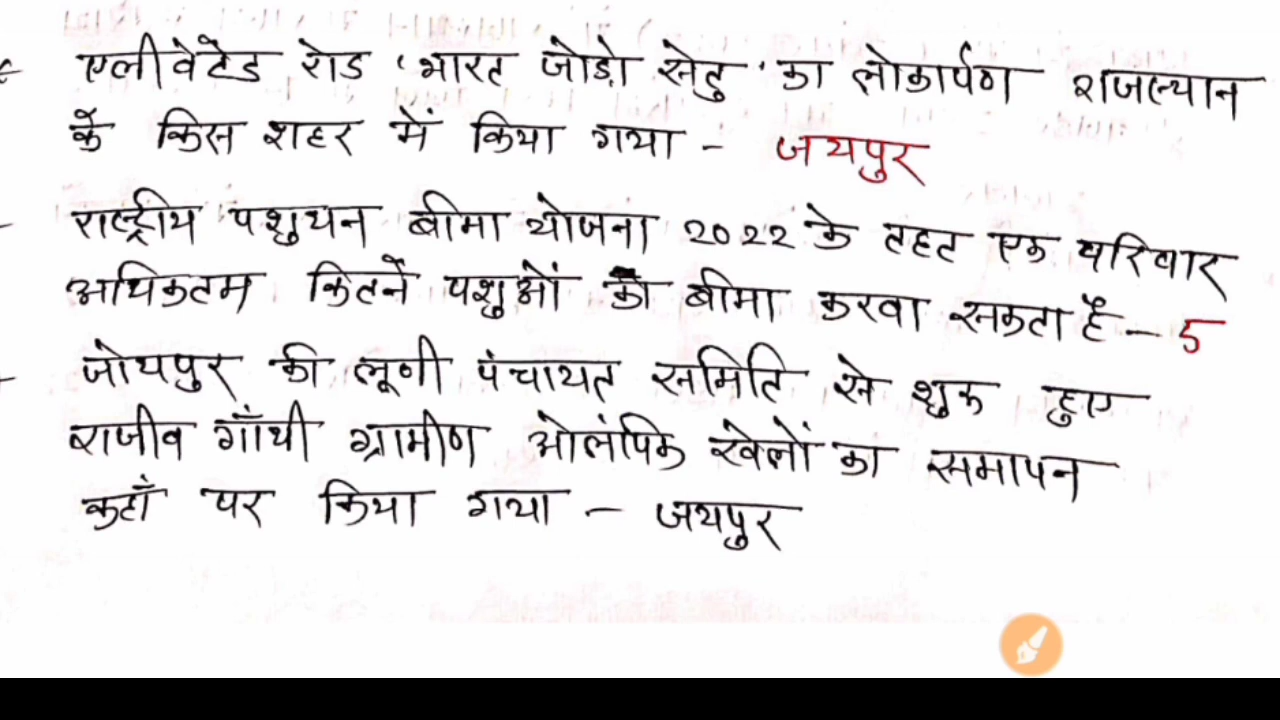 एलीवेटेड रोड 'भारत जोडो सेतु' का लोकार्पण राजस्थान
के किस शहर में किया गया - जयपुर
राष्ट्रीय पशुधन बीमा योजना 2022 के तहत एक परिवार
अधिकतम कितने पशुओं का बीमा करवा सकता है - 5
जोधपुर की लूणी पंचायत समिति से शुरू हुए
राजीव गाँधी ग्रामीण ओलंपिक खेलों का समापन
कहाँ पर किया गया - जयपुर